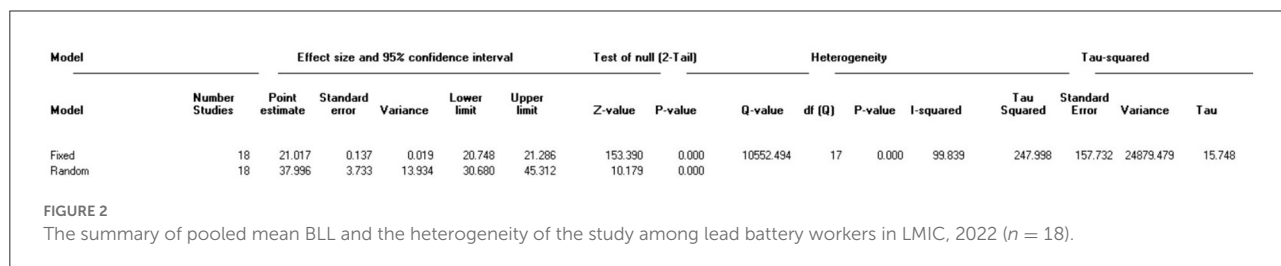 Model Effect size and 95% confidence interval Test of null (2-Tail) Heterogeneity Tau-squared
Model Number Studies Point estimate Standard error Variance Lower limit Upper limit Z-value P-value Q-value df (Q) P-value I-squared Tau Squared Standard Error Variance Tau
Fixed 18 21.017 0.137 0.019 20.748 21.286 153.390 0.000 10552.494 17 0.000 99.839 247.998 157.732 24879.479 15.748
Random 18 37.996 3.733 13.934 30.680 45.312 10.179 0.000
FIGURE 2
The summary of pooled mean BLL and the heterogeneity of the study among lead battery workers in LMIC, 2022 (n = 18).